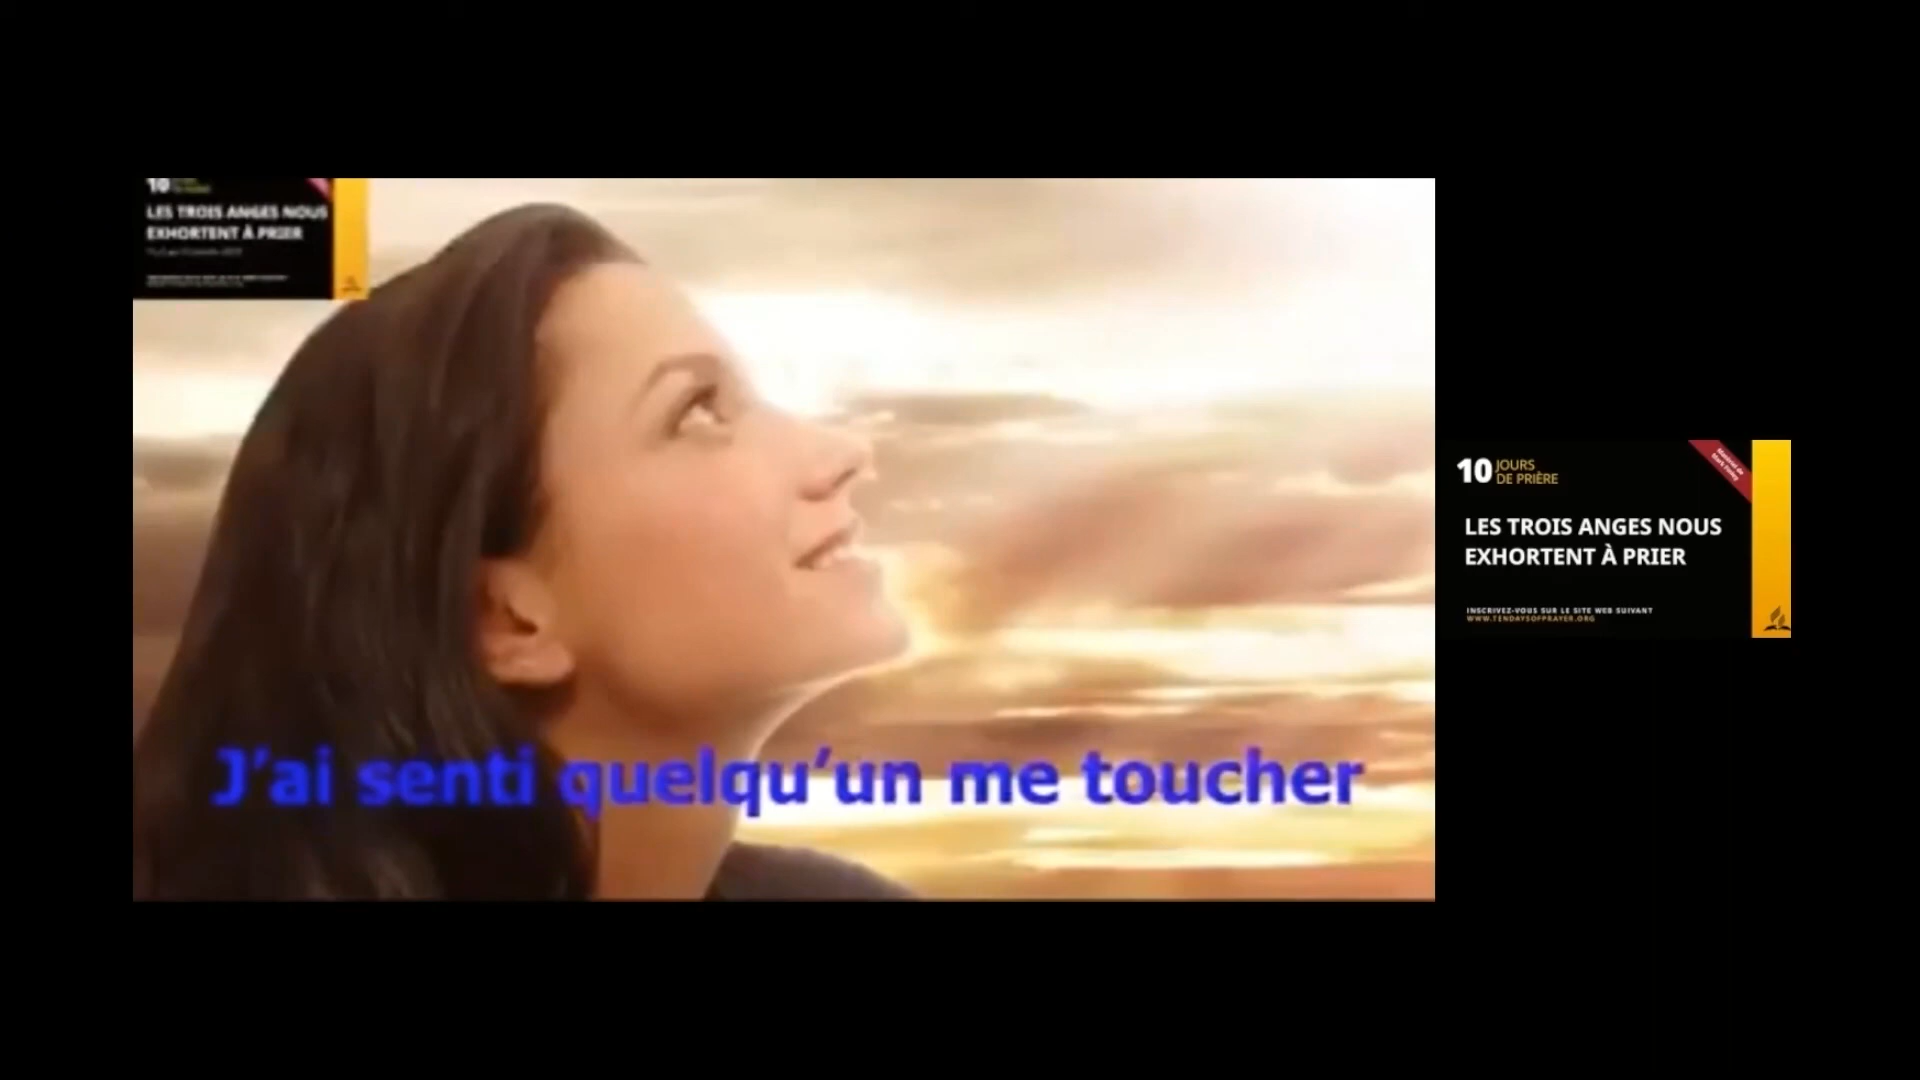 10
LES TROIS ANGES NOUS
EXHORTENT À PRIER
J'ai senti quelqu'un me toucher
10 JOURS
DE PRIÈRE
LES TROIS ANGES NOUS
EXHORTENT À PRIER
INSCRIVEZ-VOUS SUR LE SITE WEB SUIVANT
WWW.TENDAYSOFPRAYER.ORG